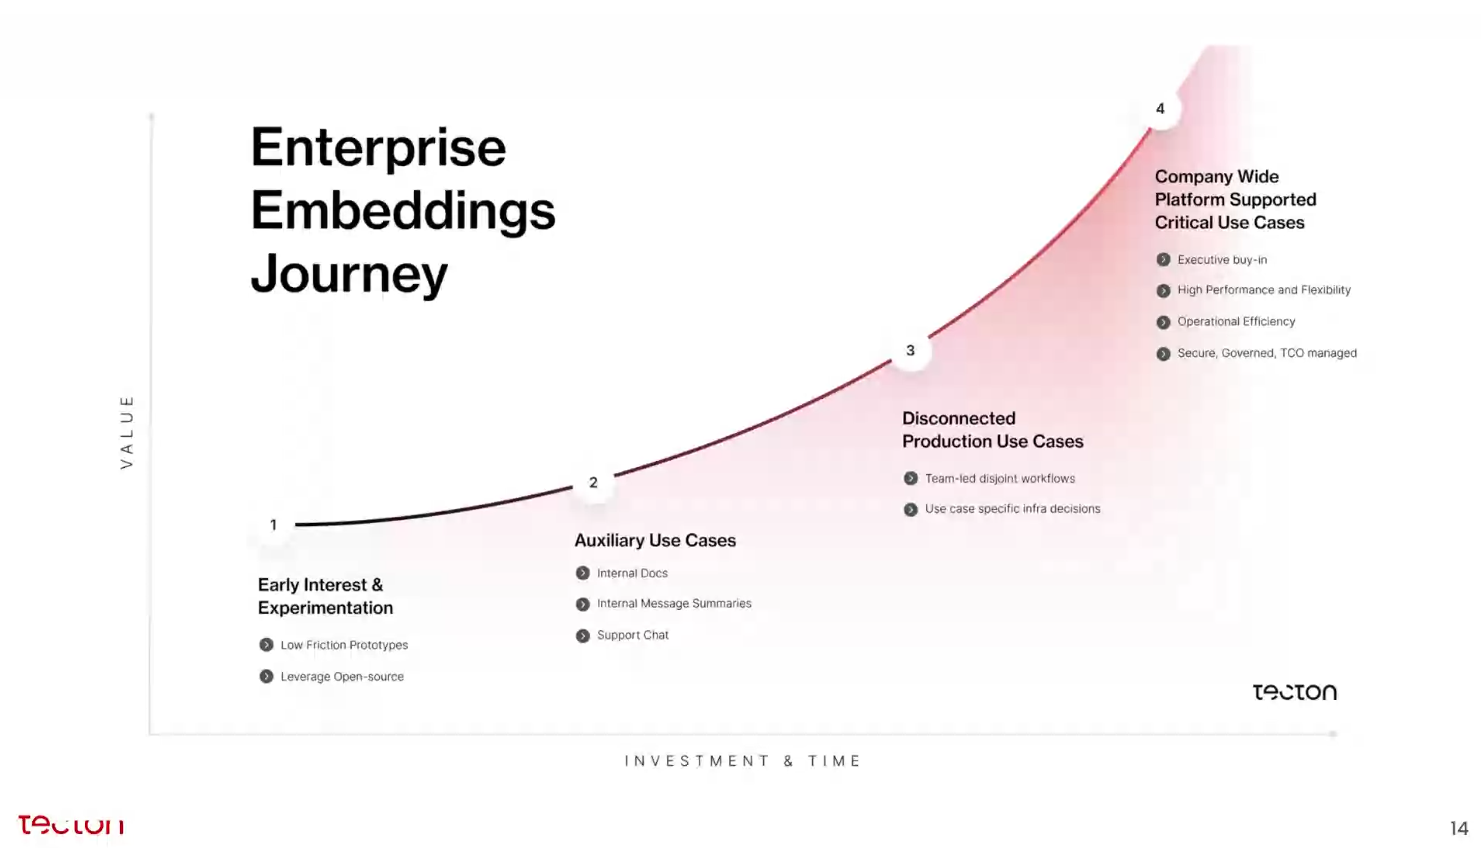 Enterprise
Embeddings
Journey
VALUE
1
Early Interest &
Experimentation
Low Friction Prototypes
Leverage Open-source
2
Auxiliary Use Cases
Internal Docs
Internal Message Summaries
Support Chat
3
Disconnected
Production Use Cases
Team-led disjoint workflows
Use case specific infra decisions
4
Company Wide
Platform Supported
Critical Use Cases
Executive buy-in
High Performance and Flexibility
Operational Efficiency
Secure, Governed, TCO managed
TECTON
INVESTMENT & TIME
TECTON
14